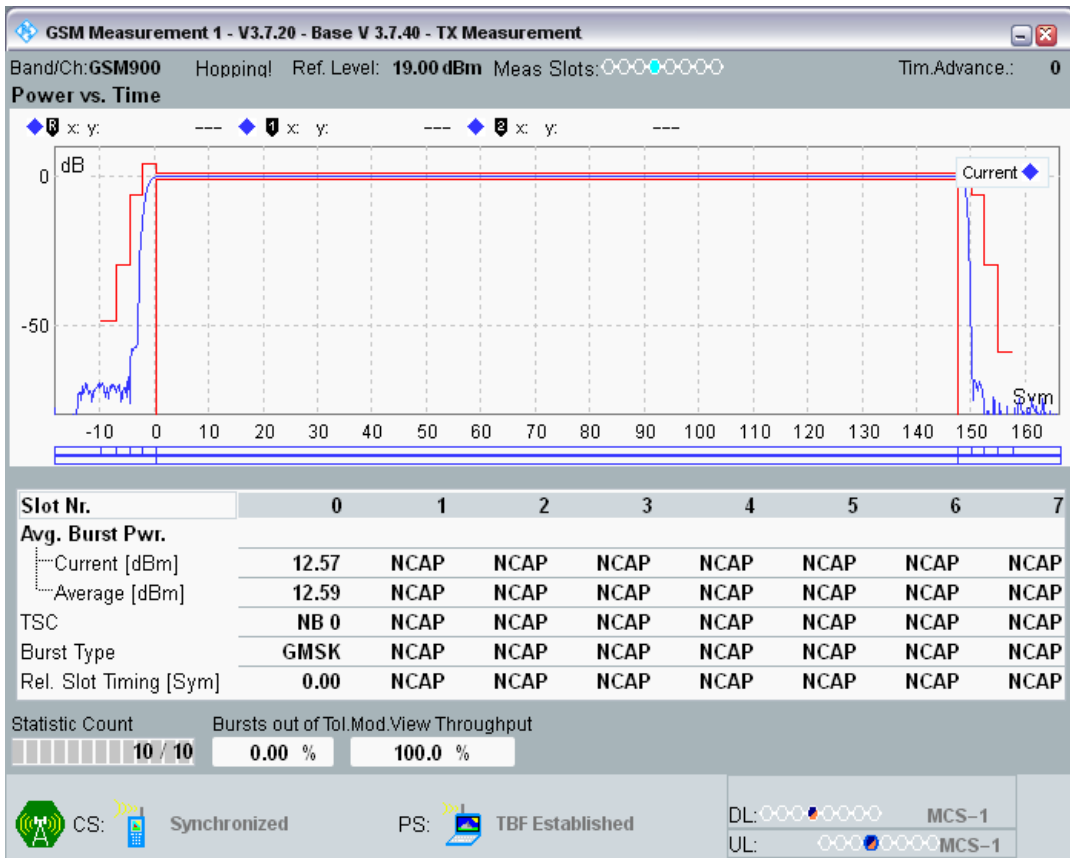 GSM Measurement 1 - V3.7.20 - Base V 3.7.40 - TX Measurement
Band/Ch:GSM900 Hopping! Ref. Level: 19.00 dBm Meas Slots: Tim.Advance.: 0
Power vs. Time
R x: y: --- 1 x: y: --- 2 x: y: ---
dB
Current
0
-50
Sym
-10 0 10 20 30 40 50 60 70 80 90 100 110 120 130 140 150 160
Slot Nr. 0 1 2 3 4 5 6 7
Avg. Burst Pwr.
Current [dBm] 12.57 NCAP NCAP NCAP NCAP NCAP NCAP NCAP
Average [dBm] 12.59 NCAP NCAP NCAP NCAP NCAP NCAP NCAP
TSC NB 0 NCAP NCAP NCAP NCAP NCAP NCAP NCAP
Burst Type GMSK NCAP NCAP NCAP NCAP NCAP NCAP NCAP
Rel. Slot Timing [Sym] 0.00 NCAP NCAP NCAP NCAP NCAP NCAP NCAP
Statistic Count Bursts out of Tol.Mod.View Throughput
10 / 10 0.00 % 100.0 %
CS: Synchronized PS: TBF Established
DL: MCS-1
UL: MCS-1